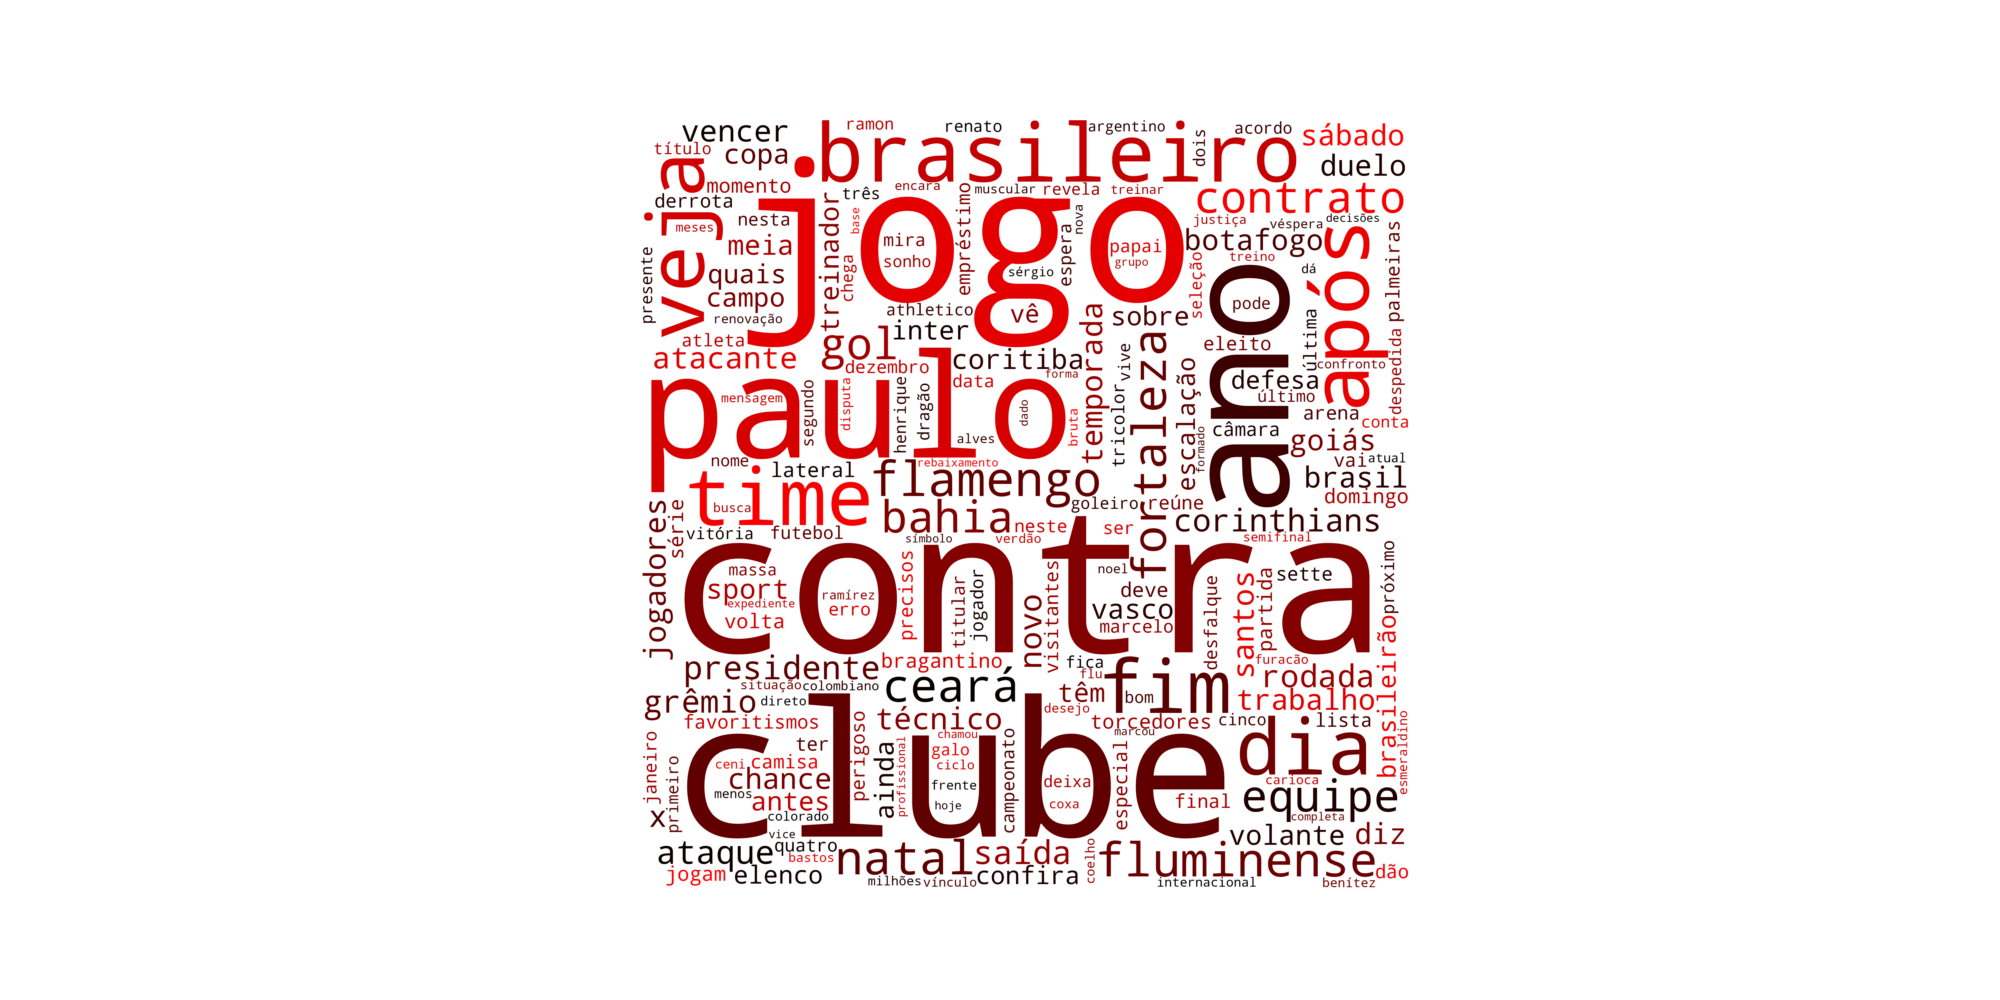 vencer
ramon
renato
argentino
acordo
sábado
título
copa
brasileiro
dois
duelo
veja
momento
três
encara
muscular
revela
treinar
contrato
derrota
nesta
jogo
base
empréstimo
espera
nova
justiça
véspera
decisões
meses
meia
treinador
mira
papai
botafogo
após
presente
quais
chega
sonho
sérgio
grupo
seleção
treino
dá
palmeiras
campo
athletico
vê
sobre
ano
pode
renovação
inter
temporada
última
atleta
gol
coritiba
fortaleza
vive
eleito
confronto
despedida
atacante
dezembro
data
forma
escalação
defesa
paulo
mensagem
segundo
disputa
henrique
dragão
dado
bruta
tricolor
último
arena
conta
alves
formado
câmara
goiás
nome
lateral
rebaixamento
vai
atual
time
flamengo
brasil
busca
goleiro
reúne
domingo
jogadores
série
bahia
neste
ser
corinthians
vitória
futebol
símbolo
verdão
semifinal
contra
massa
precisos
titular
jogador
noel
sette
próximo
sport
ramírez
novo
visitantes
deve
desfalque
santos
partida
expediente
erro
vasco
volta
marcelo
brasileirão
presidente
bragantino
fica
furacão
situação
colombiano
ceará
flu
fim
rodada
grêmio
direto
têm
bom
trabalho
favoritismos
técnico
desejo
torcedores
cinco
lista
esmeraldino
clube
ter
perigoso
ainda
chamou
galo
marcou
dia
janeiro
primeiro
ceni
camisa
profissional
ciclo
campeonato
especial
carioca
chance
frente
deixa
equipe
menos
antes
hoje
coxa
final
x
colorado
completa
vice
quatro
volante
diz
ataque
bastos
natal
saída
coelho
fluminense
jogam
elenco
milhões
vínculo
confira
internacional
benítez
dão